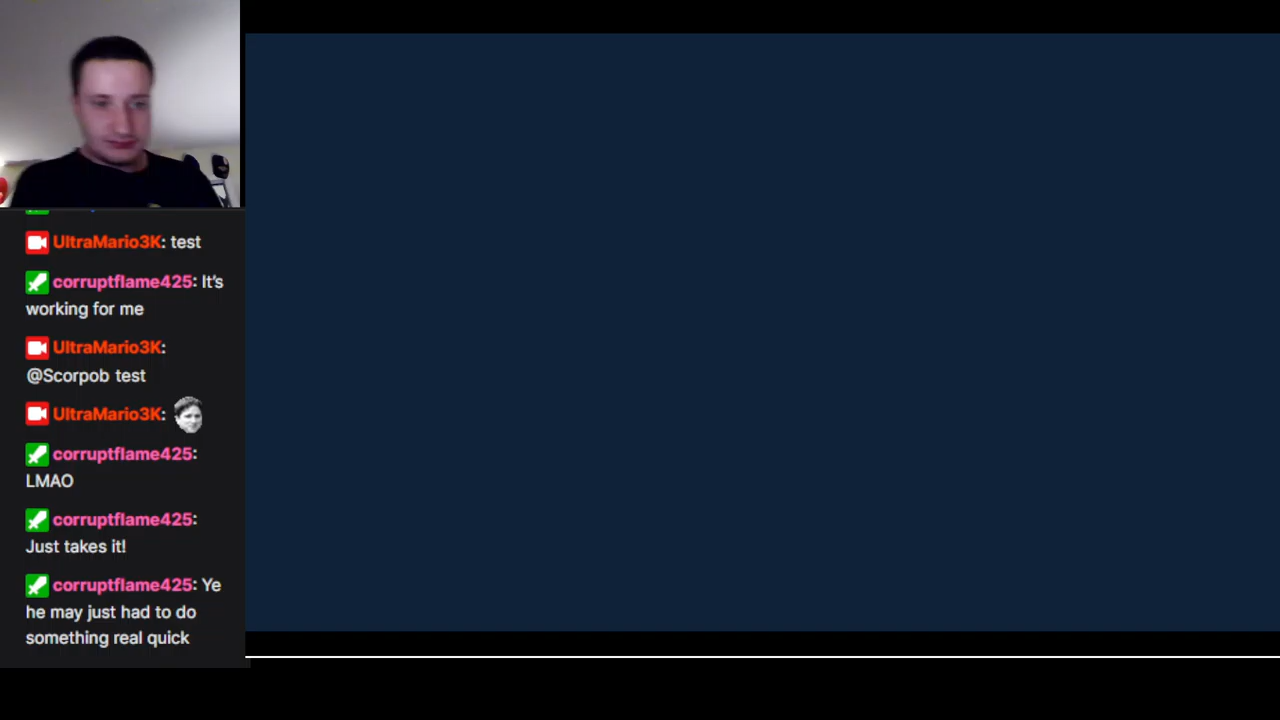 UltraMario3K: test
corruptflame425: It's
working for me
UltraMario3K:
@Scorpob test
UltraMario3K:
corruptflame425:
LMAO
corruptflame425:
Just takes it!
corruptflame425: Ye
he may just had to do
something real quick